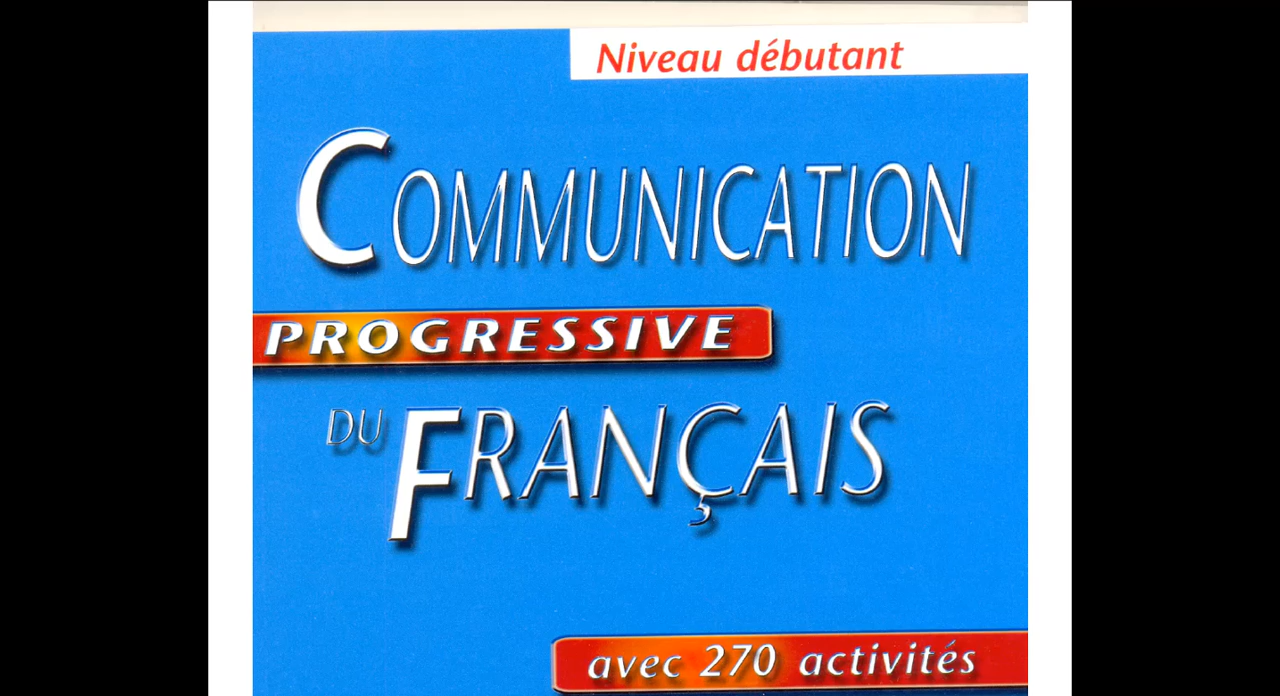 Niveau débutant
COMMUNICATION
PROGRESSIVE
DU FRANÇAIS
avec 270 activités